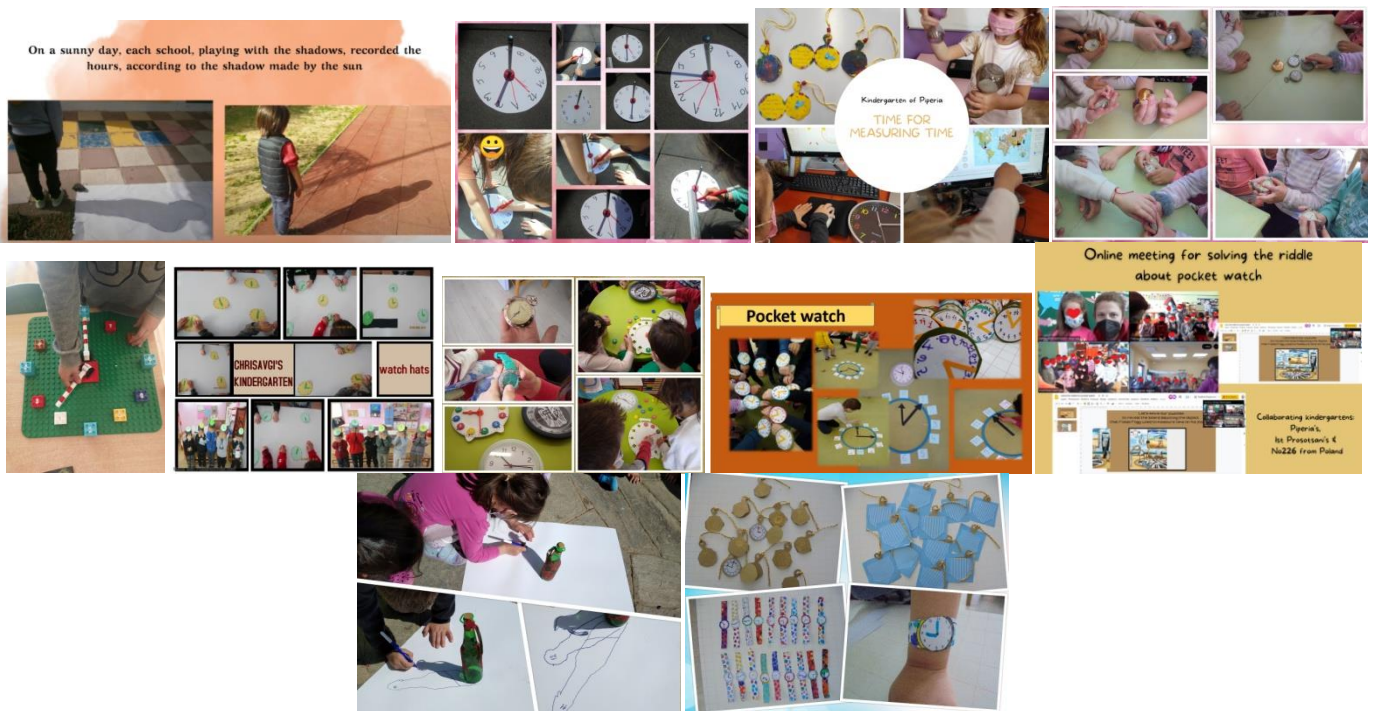 On a sunny day, each school, playing with the shadows, recorded the
hours, according to the shadow made by the sun
Kindergarten of Piperia
TIME FOR
MEASURING TIME
CHRISAVGI'S
KINDERGARTEN
watch hats
Pocket watch
Online meeting for solving the riddle
about pocket watch
Collaborating kindergartens:
Piperia's,
1st Prosotsani's &
No226 from Poland